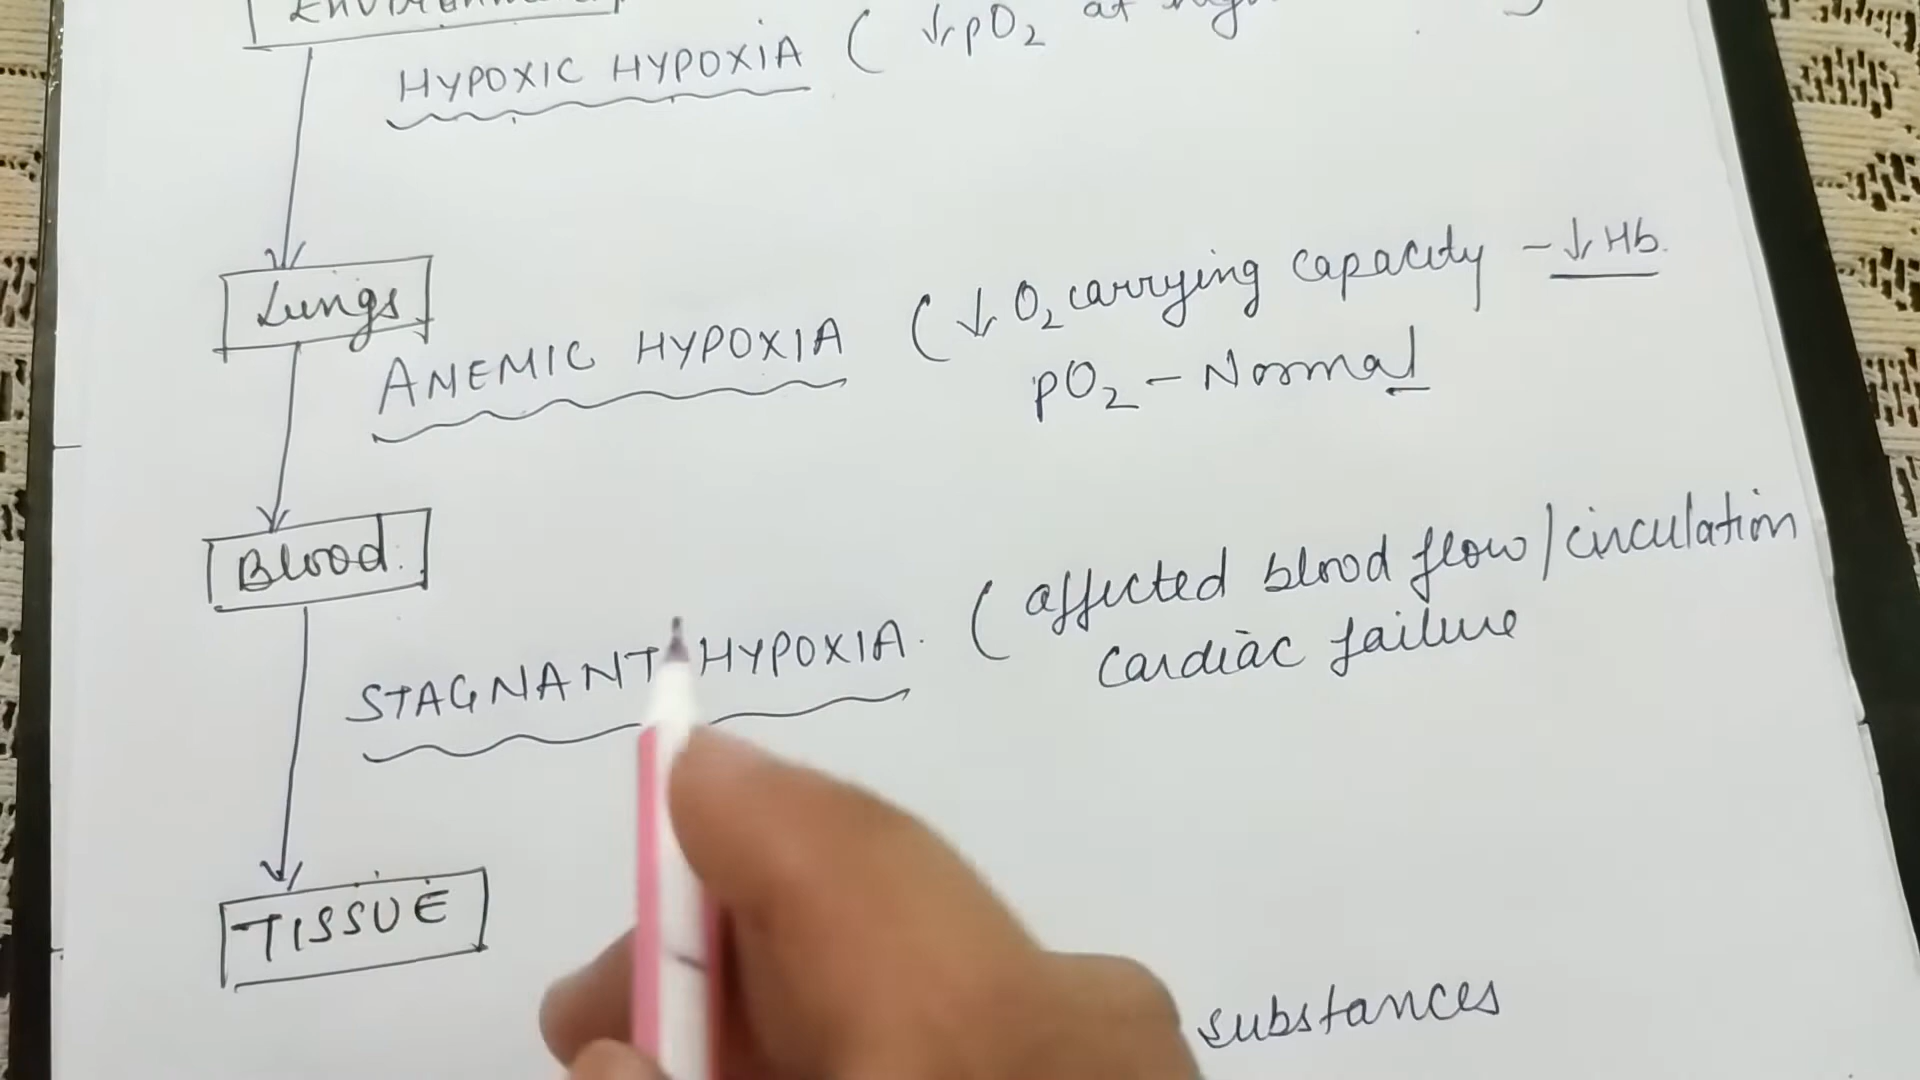 HYPOXIC HYPOXIA ( ↓ pO2 at
Lungs
ANEMIC HYPOXIA ( ↓ O2 carrying capacity - ↓ Hb.
pO2 - Normal
Blood.
STAGNANT HYPOXIA. ( affected blood flow / circulation
cardiac failure
TISSUE
substances